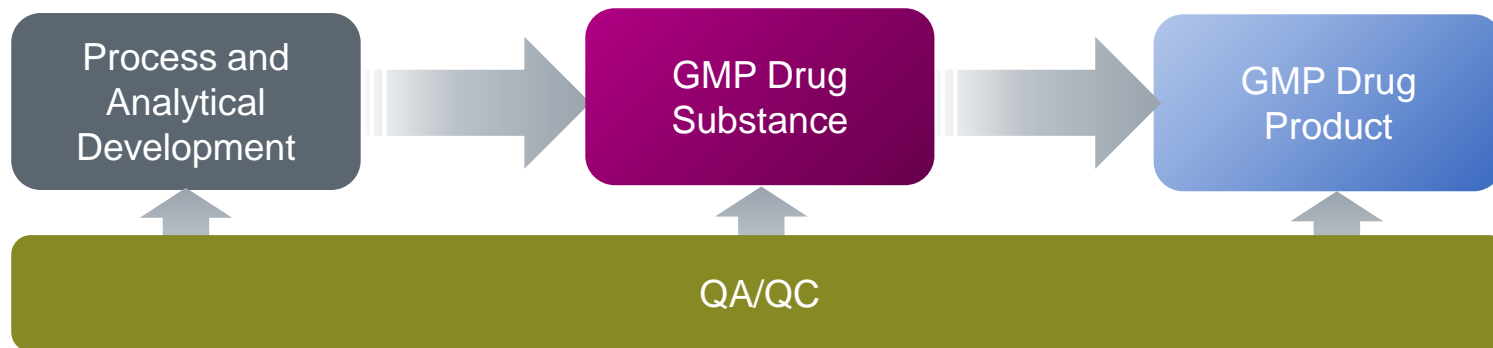 Process and
Analytical
Development
GMP Drug
Substance
GMP Drug
Product
QA/QC